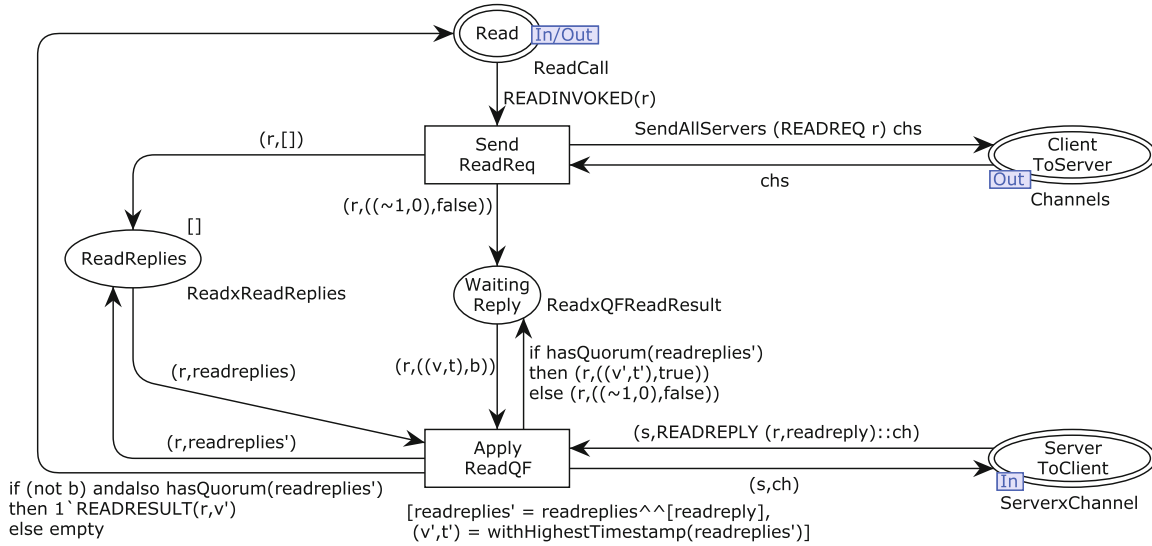 Read
In/Out
ReadCall
READINVOKED(r)
(r,[])
Send
ReadReq
SendAllServers (READREQ r) chs
chs
Client
ToServer
Out
Channels
(r,((~1,0),false))
[]
ReadReplies
ReadxReadReplies
Waiting
Reply
ReadxQFReadResult
(r,readreplies)
(r,((v,t),b))
if hasQuorum(readreplies')
then (r,((v',t'),true))
else (r,((~1,0),false))
(r,readreplies')
Apply
ReadQF
(s,READREPLY (r,readreply)::ch)
(s,ch)
Server
ToClient
In
ServerxChannel
if (not b) andalso hasQuorum(readreplies')
then 1`READRESULT(r,v')
else empty
[readreplies' = readreplies^^[readreply],
(v',t') = withHighestTimestamp(readreplies')]